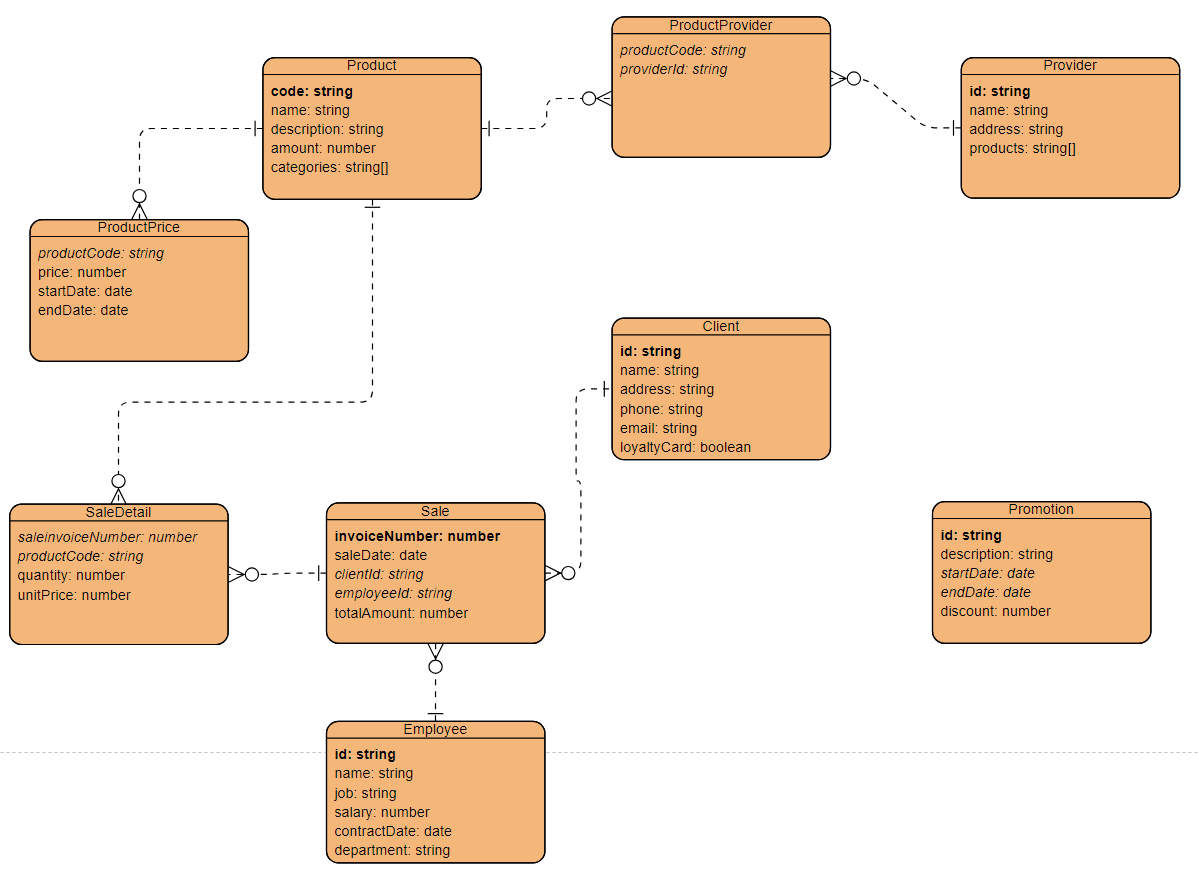 ProductProvider
productCode: string
providerId: string
Product
code: string
name: string
description: string
amount: number
categories: string[]
Provider
id: string
name: string
address: string
products: string[]
ProductPrice
productCode: string
price: number
startDate: date
endDate: date
Client
id: string
name: string
address: string
phone: string
email: string
loyaltyCard: boolean
SaleDetail
saleinvoiceNumber: number
productCode: string
quantity: number
unitPrice: number
Sale
invoiceNumber: number
saleDate: date
clientId: string
employeeId: string
totalAmount: number
Promotion
id: string
description: string
startDate: date
endDate: date
discount: number
Employee
id: string
name: string
job: string
salary: number
contractDate: date
department: string